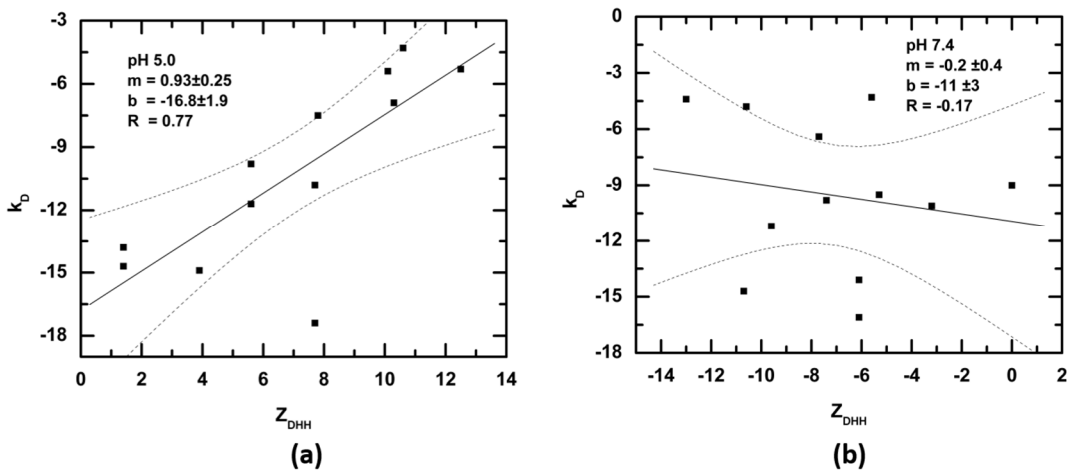 -3
-6
-9
-12
-15
-18
k_D
pH 5.0
m = 0.93±0.25
b = -16.8±1.9
R = 0.77
0 2 4 6 8 10 12 14
Z_DHH
(a)
0
-3
-6
-9
-12
-15
-18
k_D
pH 7.4
m = -0.2 ±0.4
b = -11 ±3
R = -0.17
-14 -12 -10 -8 -6 -4 -2 0 2
Z_DHH
(b)